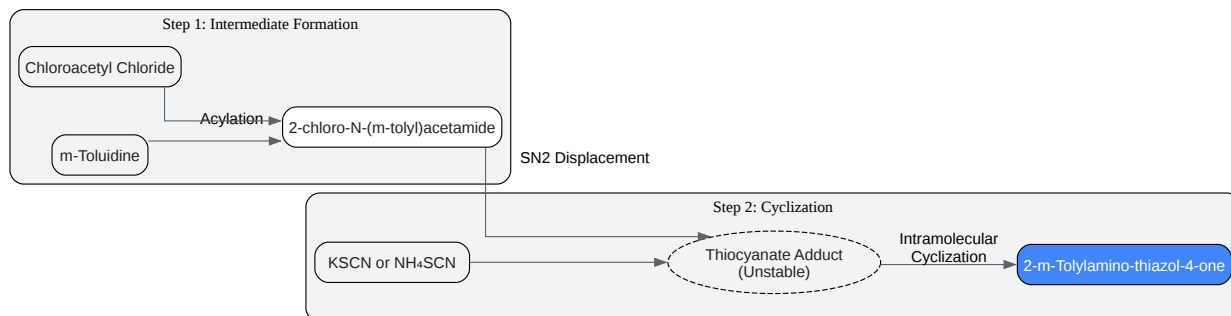 Step 1: Intermediate Formation
Chloroacetyl Chloride
Acylation
2-chloro-N-(m-tolyl)acetamide
m-Toluidine
SN2 Displacement
Step 2: Cyclization
KSCN or NH₄SCN
Thiocyanate Adduct
(Unstable)
Intramolecular
Cyclization
2-m-Tolylamino-thiazol-4-one